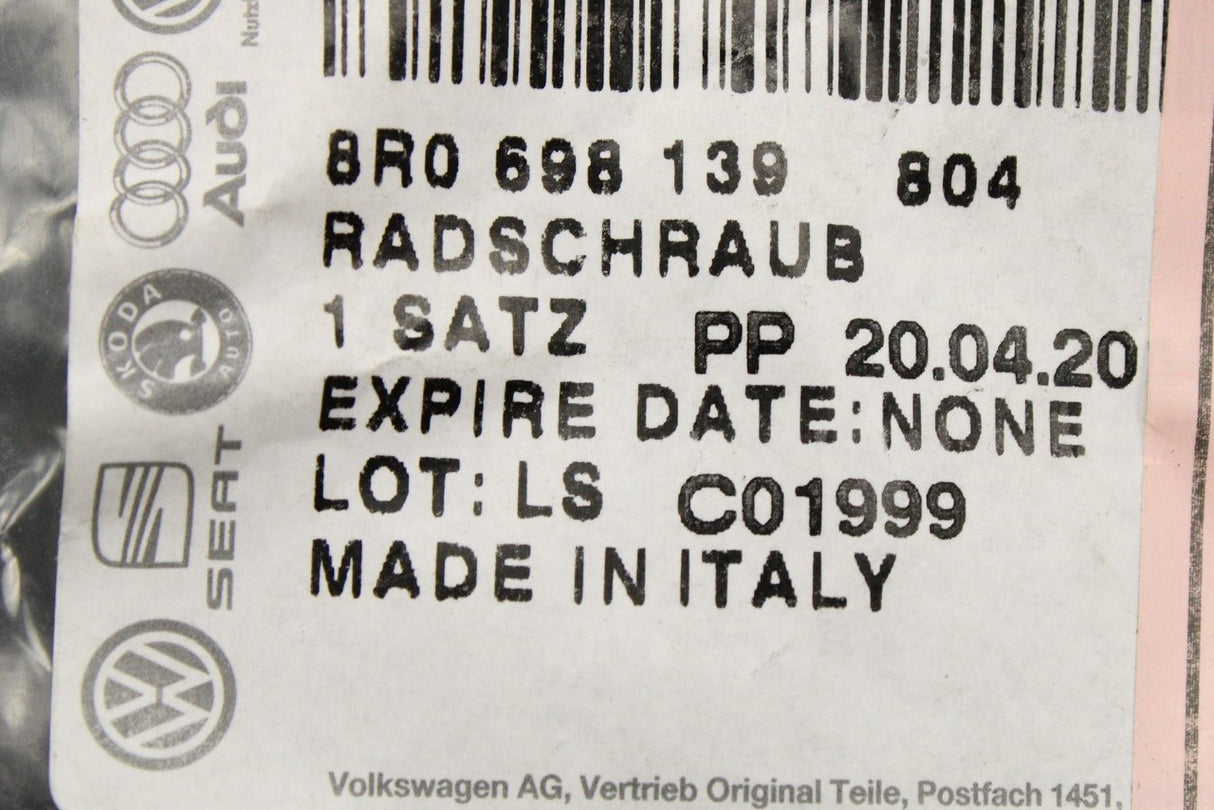 8R0 698 139 804
RADSCHRAUB
1 SATZ PP 20.04.20
EXPIRE DATE: NONE
LOT: LS C01999
MADE IN ITALY
Volkswagen AG, Vertrieb Original Teile, Postfach 1451,
Audi
SKODA AUTO
SEAT